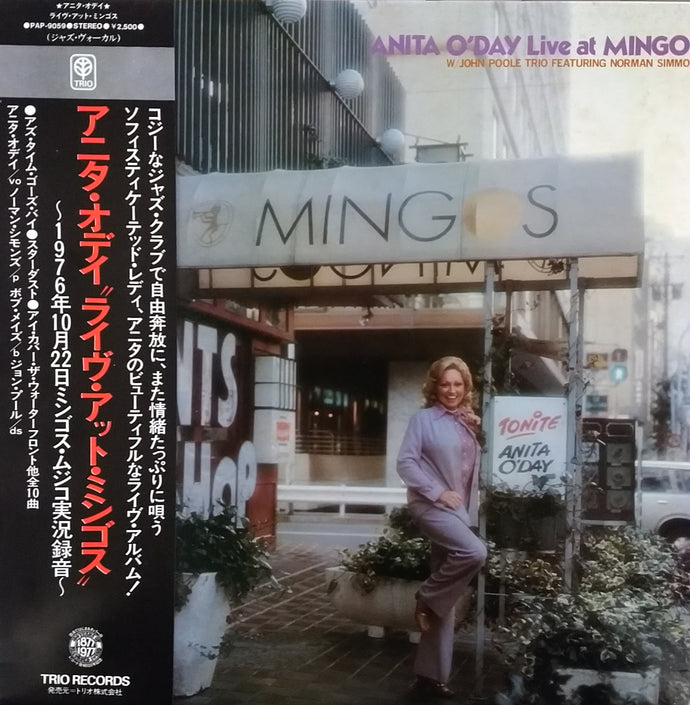 ★アニタ・オデイ★
ライヴ・アット・ミンゴス
●PAP-9059●STEREO●¥2,500●
(ジャズ・ヴォーカル)
TRIO
コジーなジャズ・クラブで自由奔放に、また情緒たっぷりに唄う
ソフィスティケーテッド・レディ、アニタのビューティフルなライヴ・アルバム!
アニタ・オデイ“ライヴ・アット・ミンゴス”
〜1976年10月22日・ミンゴス・ムジコ実況録音〜
●アズ・タイム・ゴーズ・バイ●スターダスト●アイ・カバー・ザ・ウォーターフロント他全10曲
アニタ・オデイ/vo ノーマン・シモンズ/p ボブ・メイズ/b ジョン・プール/ds
1877
1977
TRIO RECORDS
発売元=トリオ株式会社
ANITA O'DAY Live at MINGO
W/JOHN POOLE TRIO FEATURING NORMAN SIMMO
MINGOS
NTS
HOP
TONITE
ANITA
O'DAY